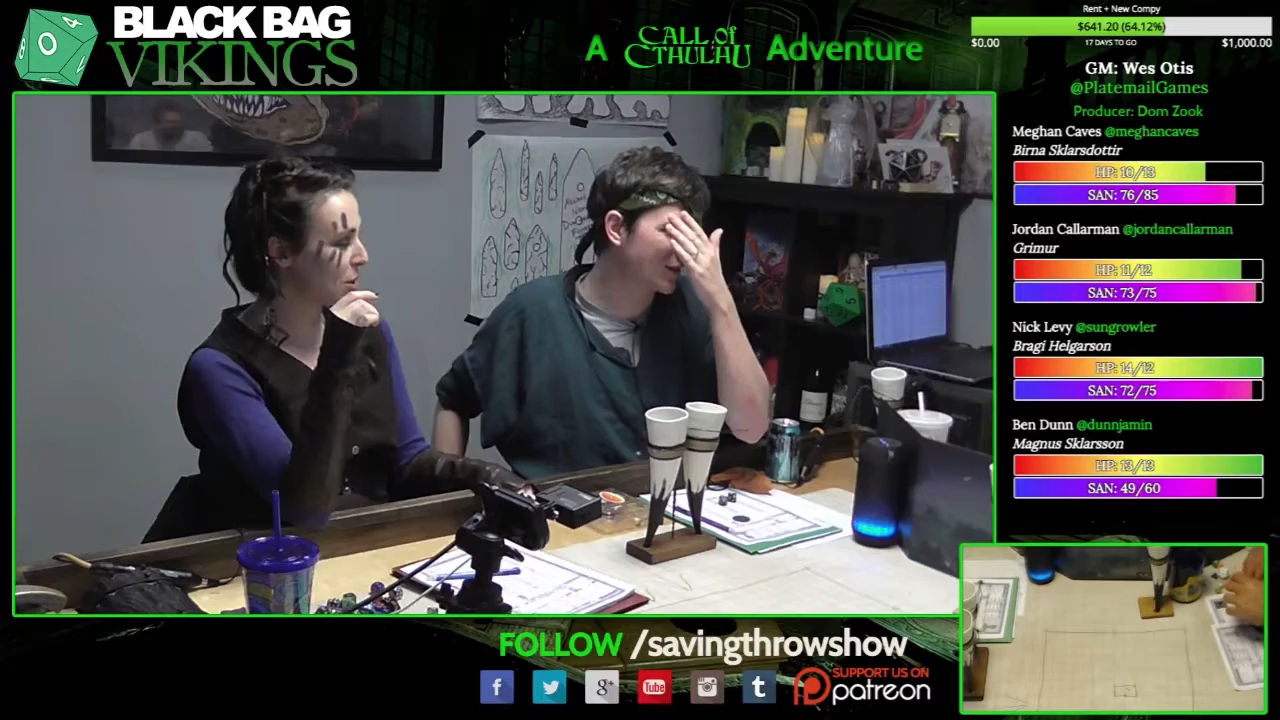 BLACK BAG
VIKINGS
A CALL of CTHULHU Adventure
Rent + New Compy
$641.20 (64.12%)
$0.00 17 DAYS TO GO $1,000.00
GM: Wes Otis
@PlatemailGames
Producer: Dom Zook
Meghan Caves @meghancaves
Birna Sklarsdottir
HP: 10/13
SAN: 76/85
Jordan Callarman @jordancallarman
Grimur
HP: 11/12
SAN: 73/75
Nick Levy @sungrowler
Bragi Helgarson
HP: 14/12
SAN: 72/75
Ben Dunn @dunnjamin
Magnus Sklarsson
HP: 13/13
SAN: 49/60
FOLLOW /savingthrowshow
f g+ You Tube t
SUPPORT US ON
patreon